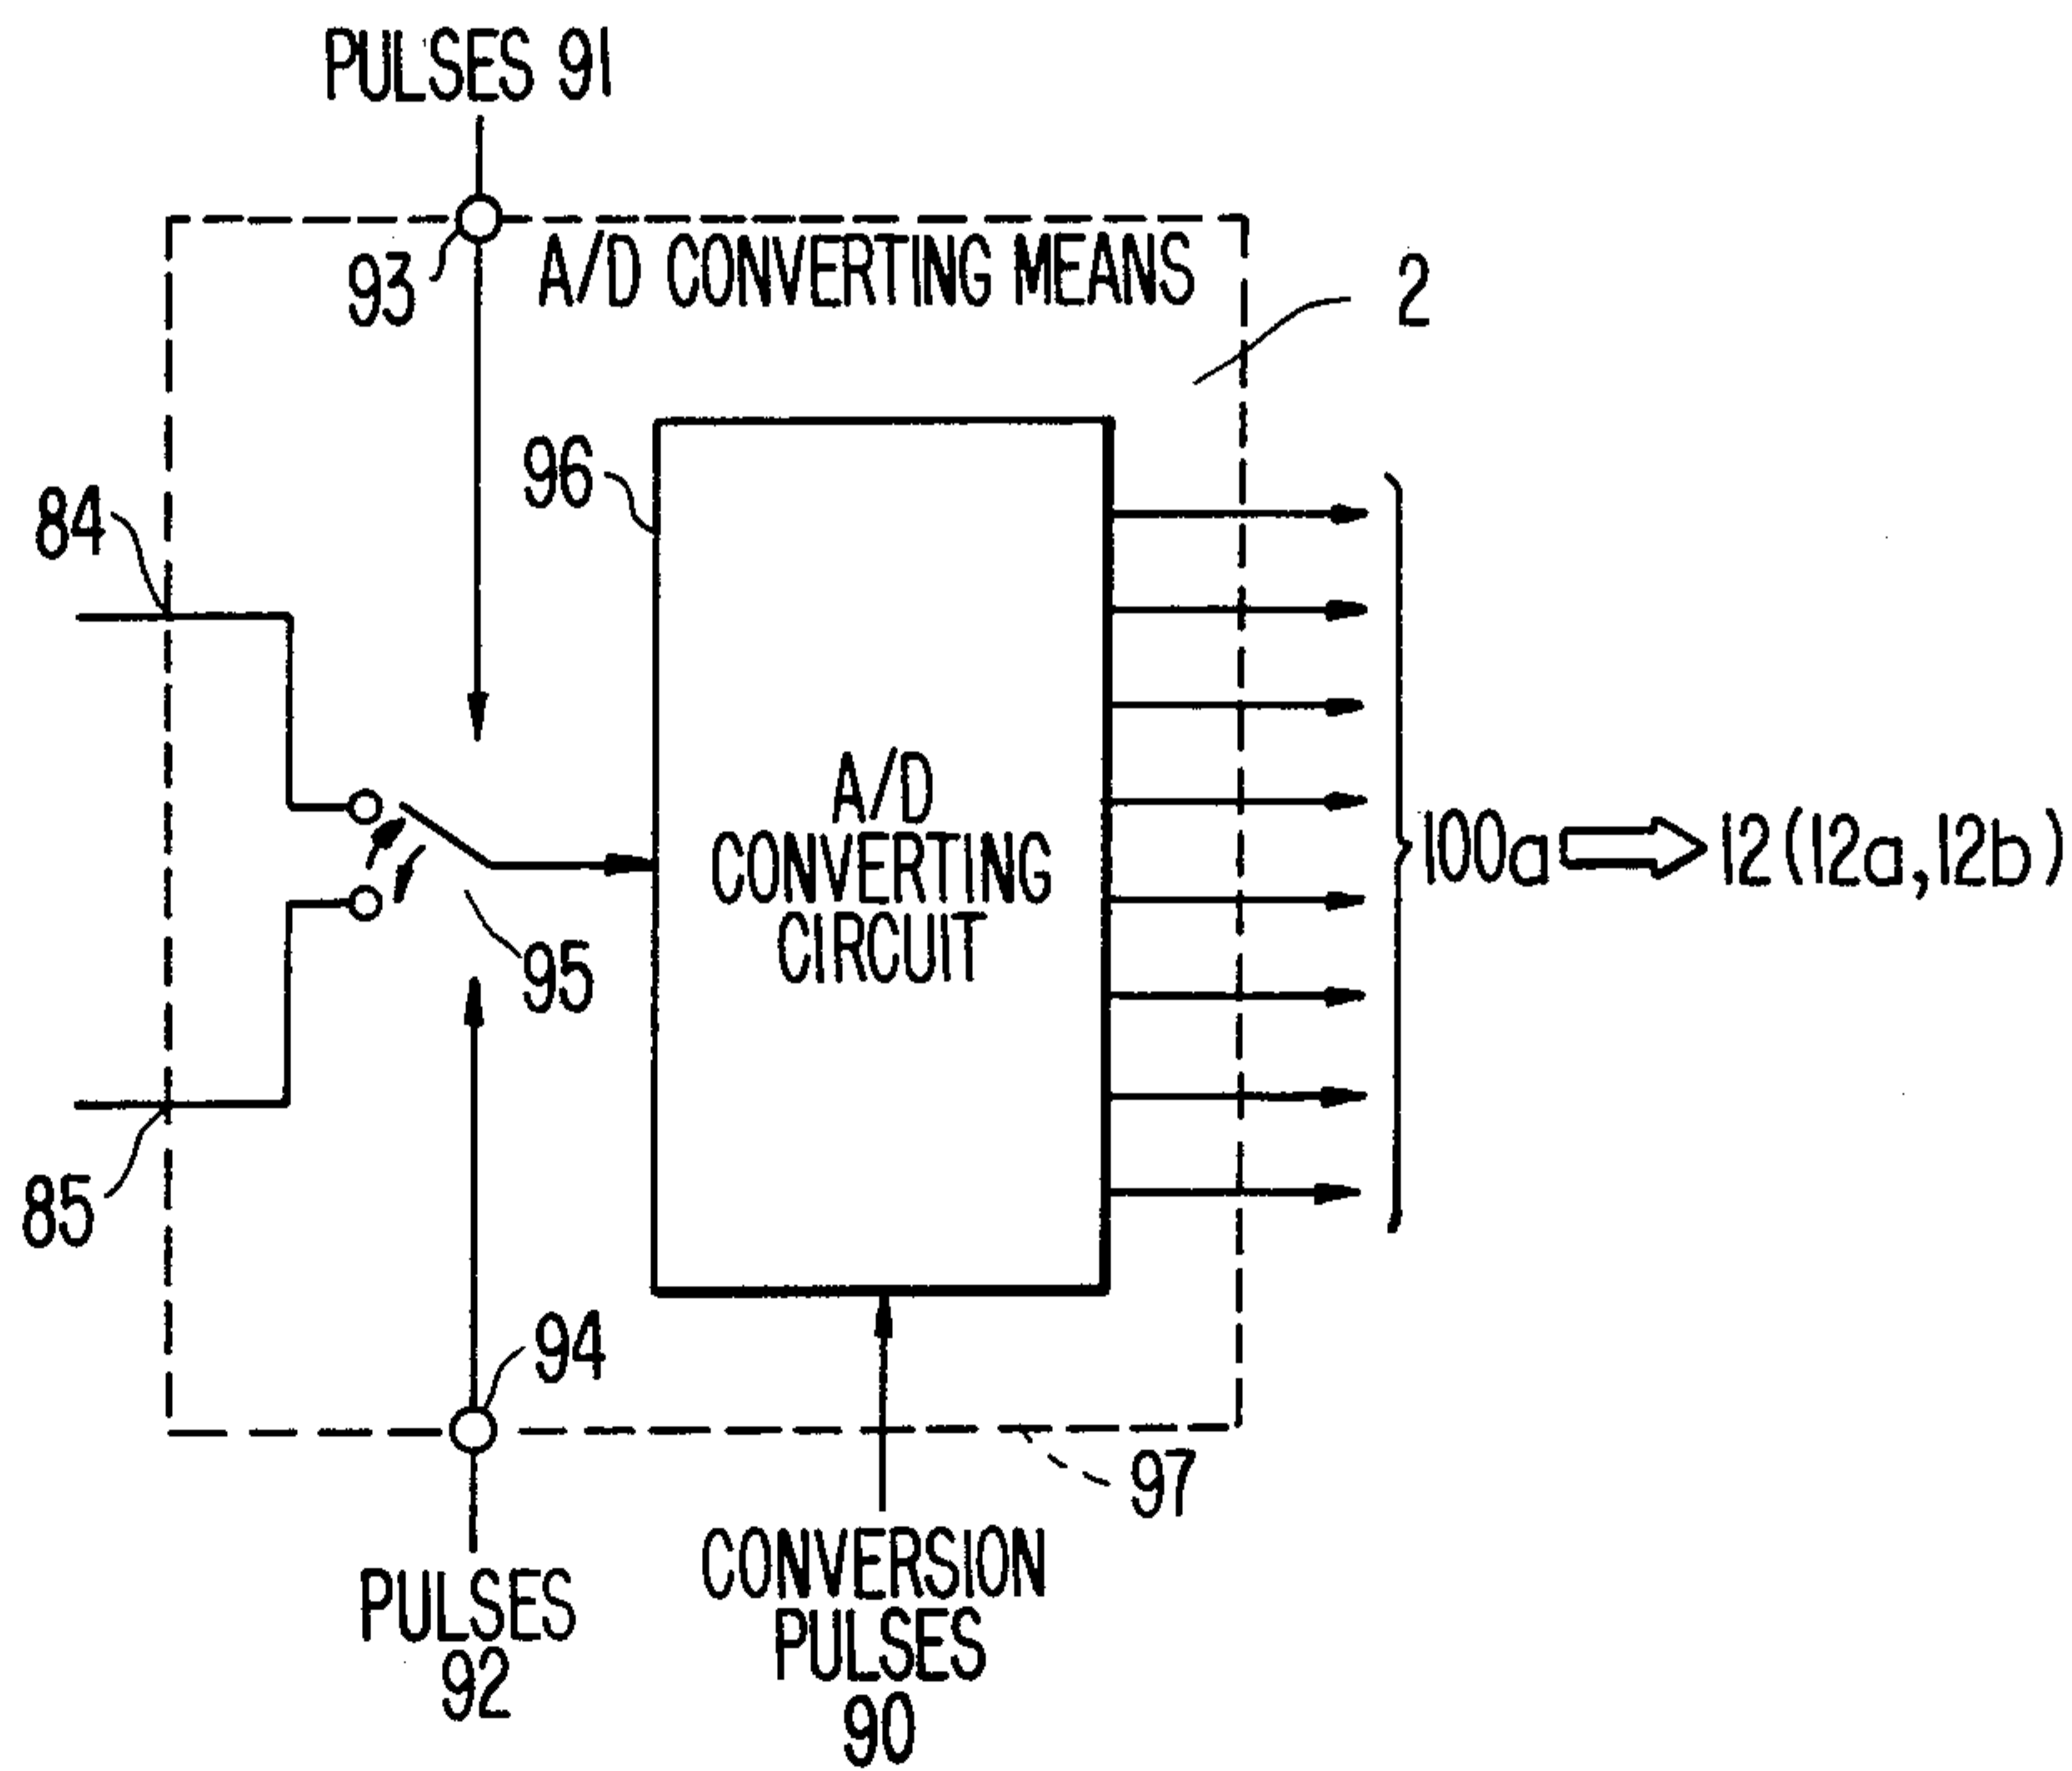 PULSES 91
93
A/D CONVERTING MEANS
2
96
84
A/D
CONVERTING
CIRCUIT
100a
12(12a,12b)
95
85
94
97
PULSES
92
CONVERSION
PULSES
90